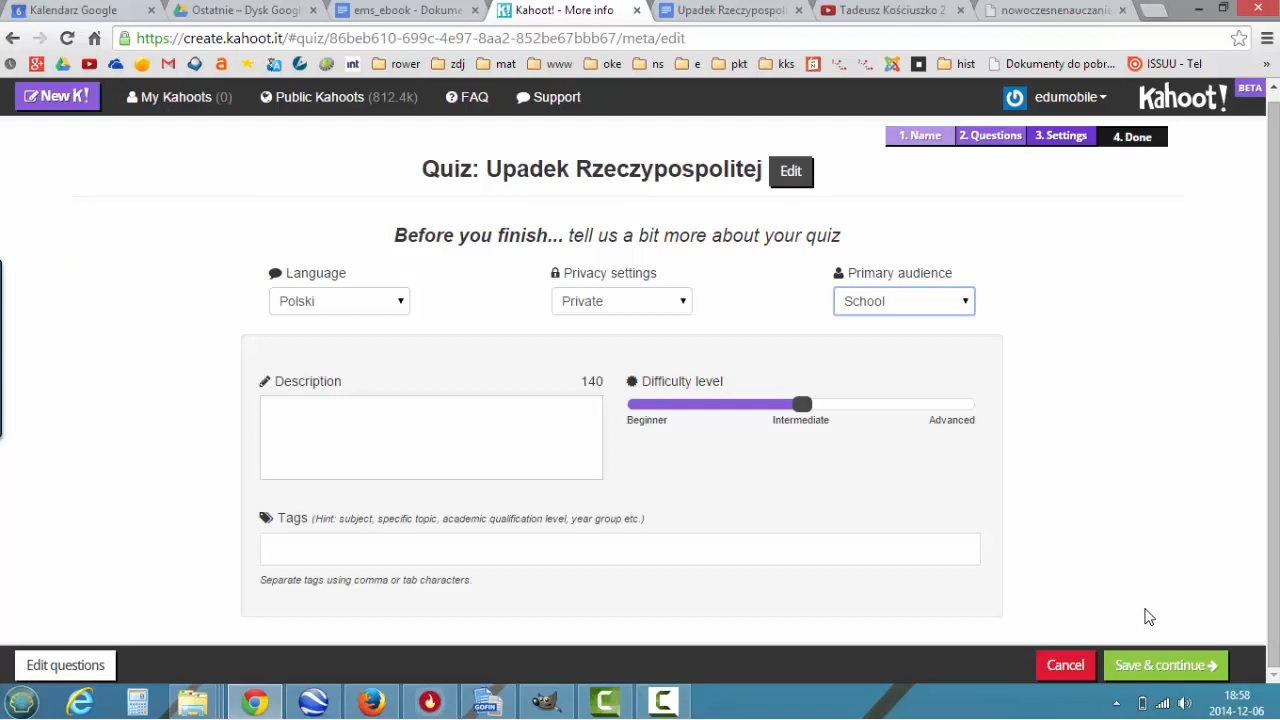 Kalendarz Google
Ostatnie – Dysk Googl
ems_ebook - Dokume
Kahoot! - More info
Upadek Rzeczypospol
Tadeusz Kościuszko 2
nowoczesnenauczanie
https://create.kahoot.it/#quiz/86beb610-699c-4e97-8aa2-852be67bbb67/meta/edit
int
rower
zdj
mat
www
oke
ns
e
pkt
kks
hist
Dokumenty do pobr...
ISSUU - Tel
»
New K!
My Kahoots (0)
Public Kahoots (812.4k)
FAQ
Support
edumobile
Kahoot!
BETA
1. Name
2. Questions
3. Settings
4. Done
Quiz: Upadek Rzeczypospolitej
Edit
Before you finish... tell us a bit more about your quiz
Language
Privacy settings
Primary audience
Polski
Private
School
Description
140
Difficulty level
Beginner
Intermediate
Advanced
Tags (Hint: subject, specific topic, academic qualification level, year group etc.)
Separate tags using comma or tab characters.
Edit questions
Cancel
Save & continue
GOFIN
18:58
2014-12-06